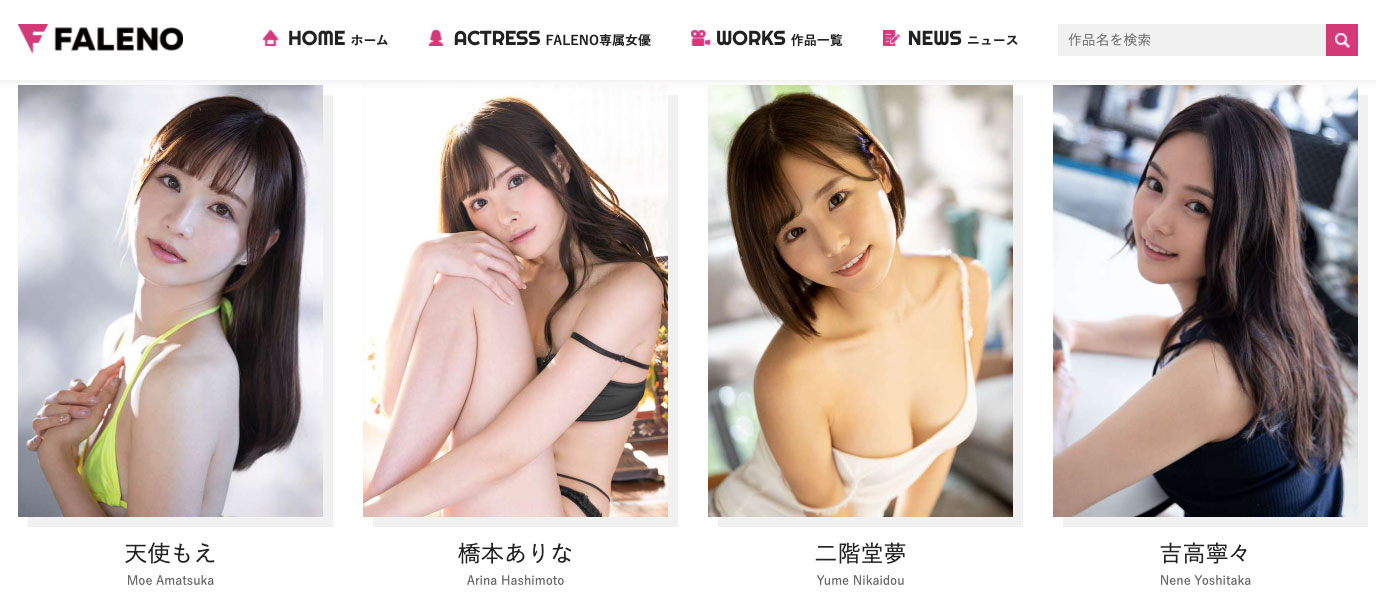 FALENO
HOME ホーム
ACTRESS FALENO専属女優
WORKS 作品一覧
NEWS ニュース
作品名を検索
天使もえ
Moe Amatsuka
橋本ありな
Arina Hashimoto
二階堂夢
Yume Nikaidou
吉高寧々
Nene Yoshitaka